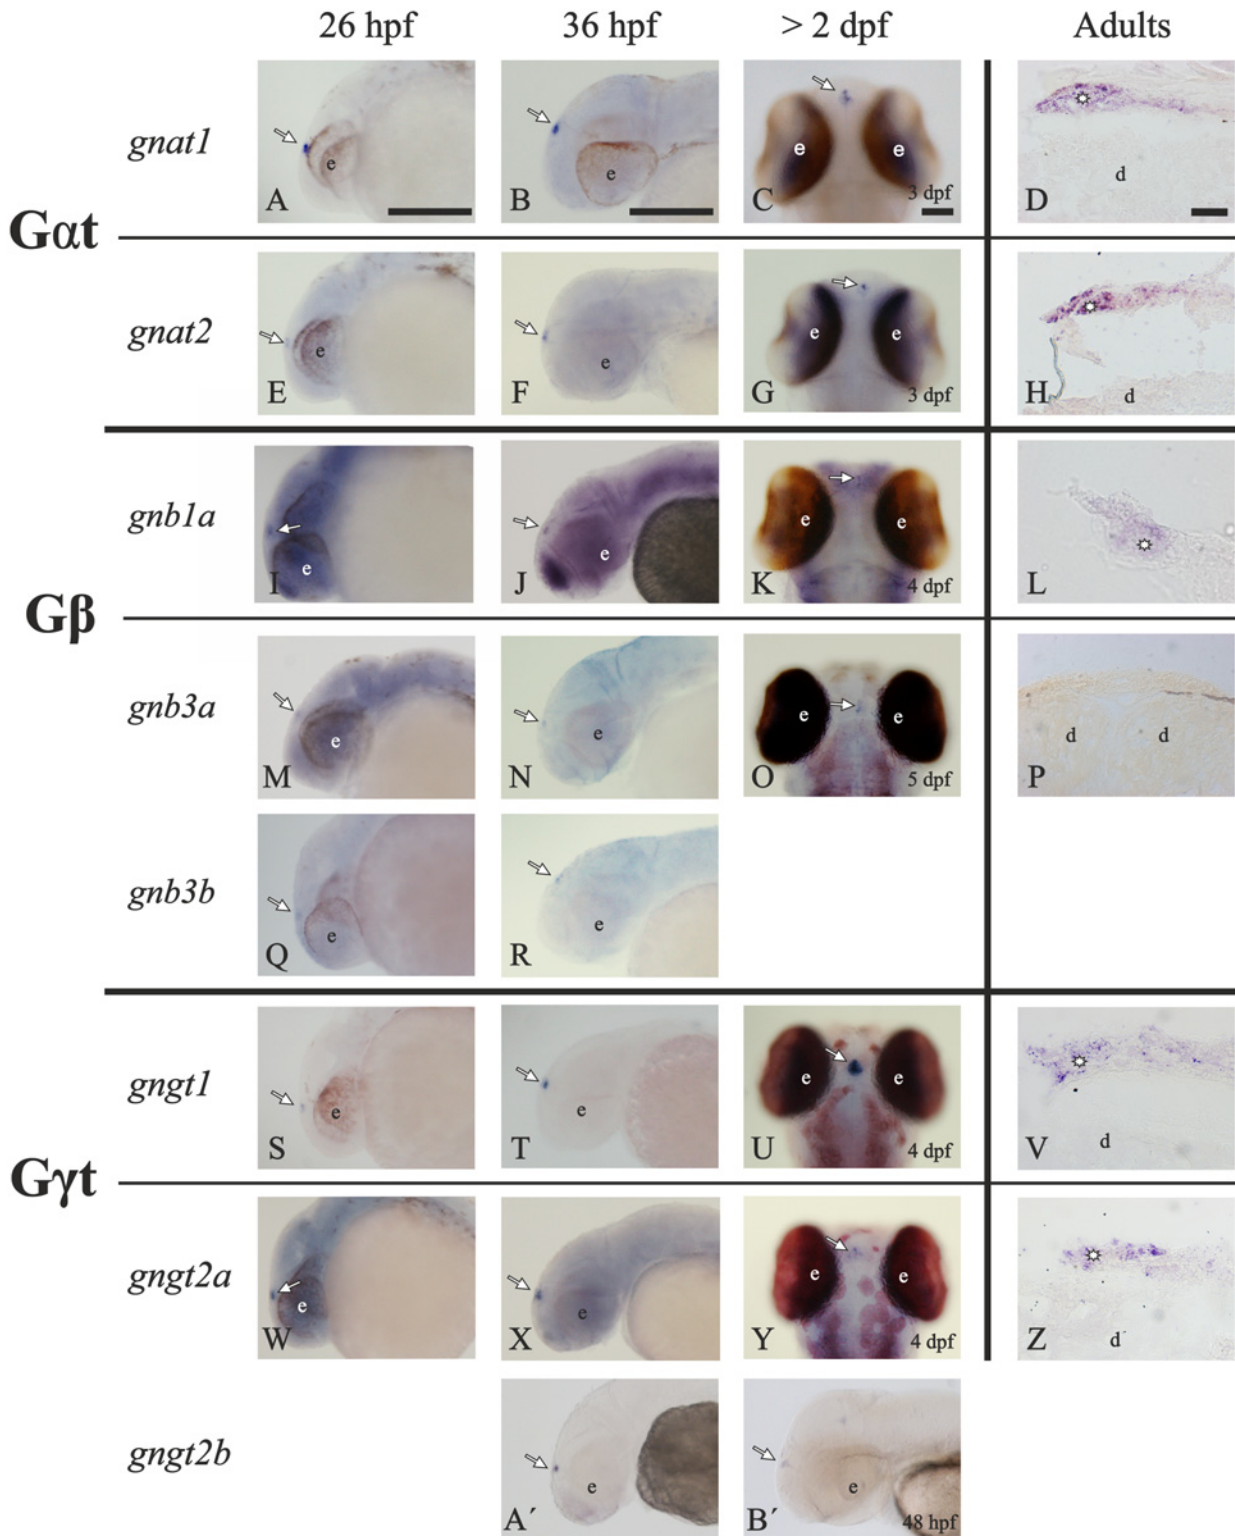 26 hpf 36 hpf > 2 dpf Adults
gnat1
e e e e d
A B C 3 dpf D
Gαt
gnat2
e e e e d
E F G 3 dpf H
gnb1a
e e e e
I J K 4 dpf L
Gβ
gnb3a
e e e e d d
M N O 5 dpf P
gnb3b
e e
Q R
gngt1
e e e e d
S T U 4 dpf V
Gγt
gngt2a
e e e e d
W X Y 4 dpf Z
gngt2b
e e
A´ B´ 48 hpf